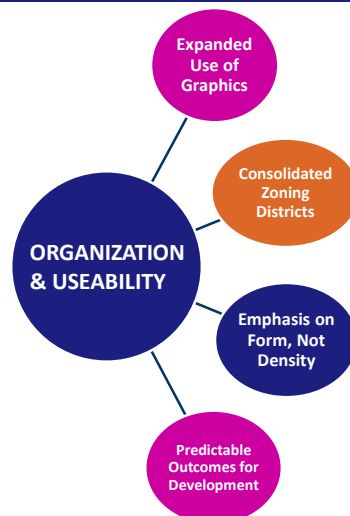 Expanded
Use of
Graphics
Consolidated
Zoning
Districts
ORGANIZATION
& USEABILITY
Emphasis on
Form, Not
Density
Predictable
Outcomes for
Development